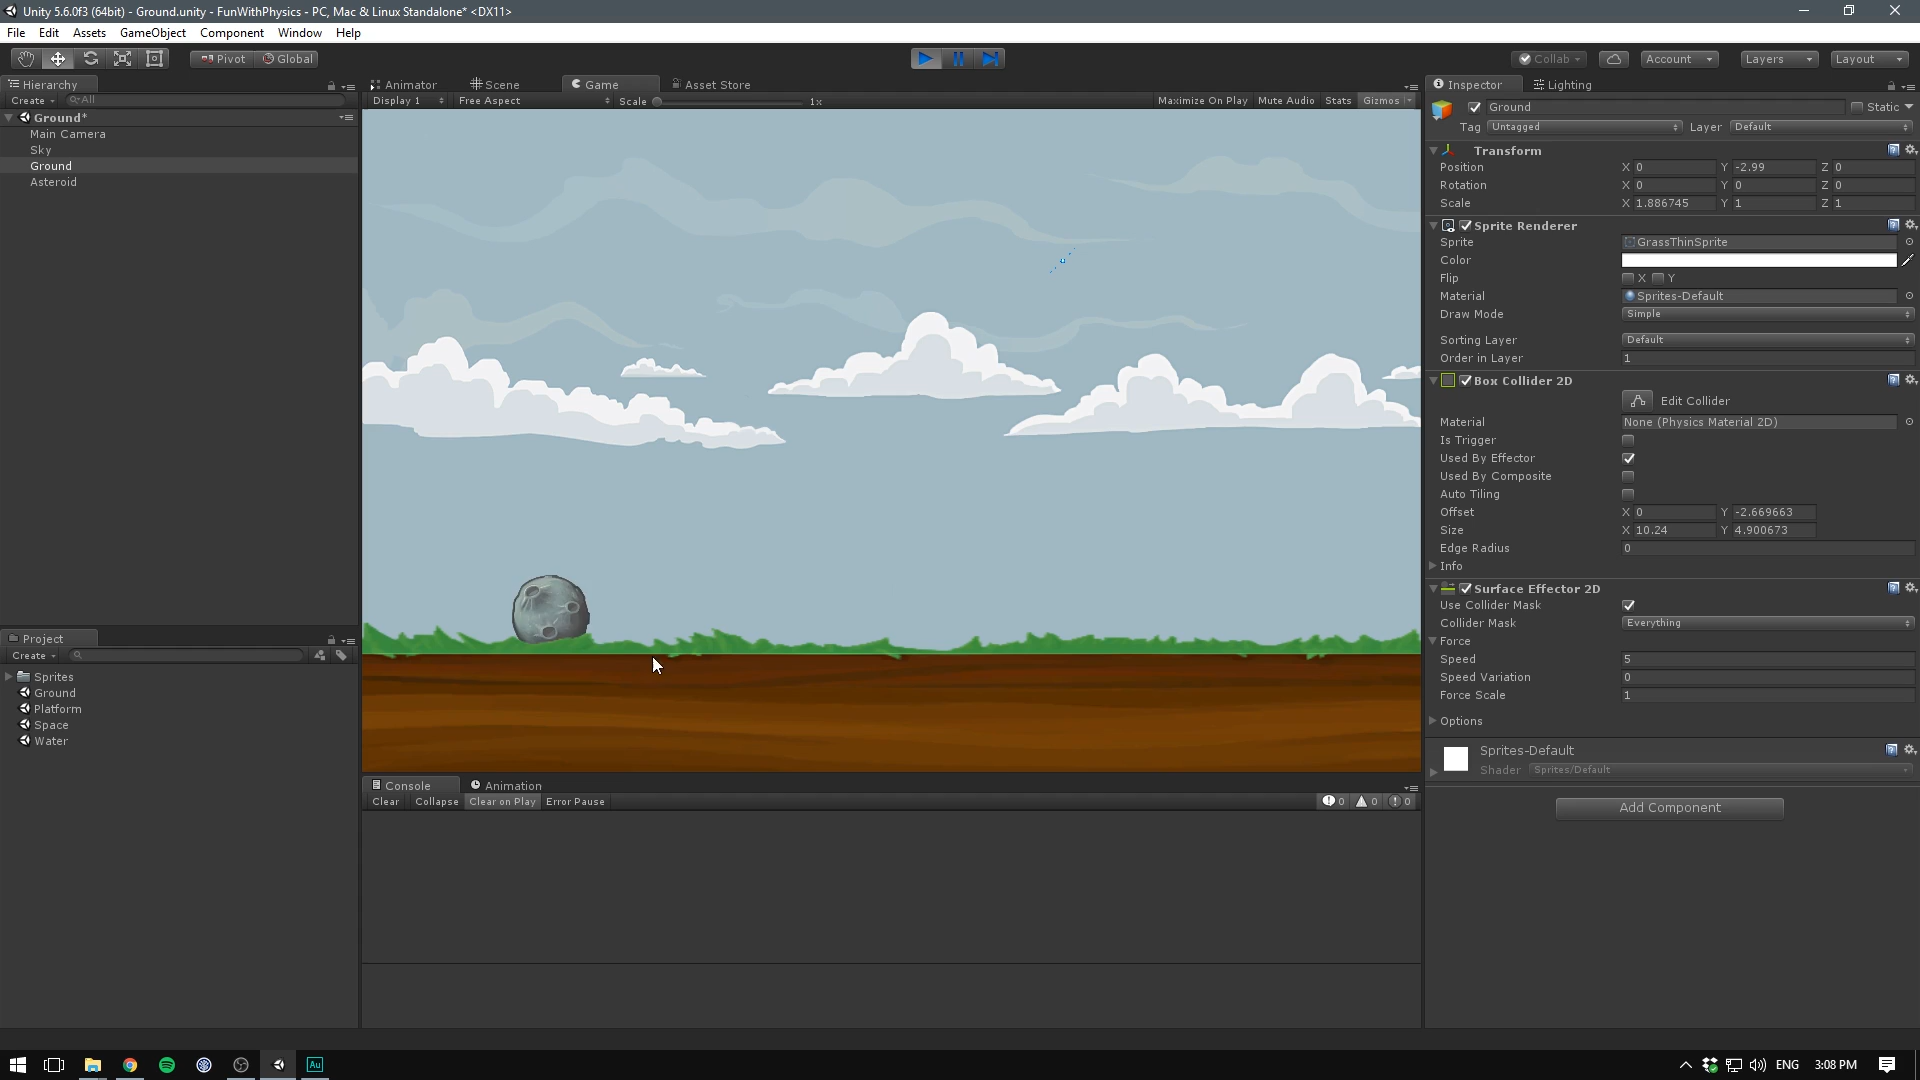 Unity 5.6.0f3 (64bit) - Ground.unity - FunWithPhysics - PC, Mac & Linux Standalone* <DX11>
File Edit Assets GameObject Component Window Help
Pivot Global Collab Account Layers Layout
Hierarchy
Create All
Ground*
Main Camera
Sky
Ground
Asteroid
Project
Create
Sprites
Ground
Platform
Space
Water
Animator Scene Game Asset Store
Display 1 Free Aspect Scale 1x Maximize On Play Mute Audio Stats Gizmos
Console Animation
Clear Collapse Clear on Play Error Pause 0 0 0
Inspector Lighting
Ground Static
Tag Untagged Layer Default
Transform
Position X 0 Y -2.99 Z 0
Rotation X 0 Y 0 Z 0
Scale X 1.886745 Y 1 Z 1
Sprite Renderer
Sprite GrassThinSprite
Color
Flip X Y
Material Sprites-Default
Draw Mode Simple
Sorting Layer Default
Order in Layer 1
Box Collider 2D
Edit Collider
Material None (Physics Material 2D)
Is Trigger
Used By Effector
Used By Composite
Auto Tiling
Offset X 0 Y -2.669663
Size X 10.24 Y 4.900673
Edge Radius 0
Info
Surface Effector 2D
Use Collider Mask
Collider Mask Everything
Force
Speed 5
Speed Variation 0
Force Scale 1
Options
Sprites-Default
Shader Sprites/Default
Add Component
Au ENG 3:08 PM